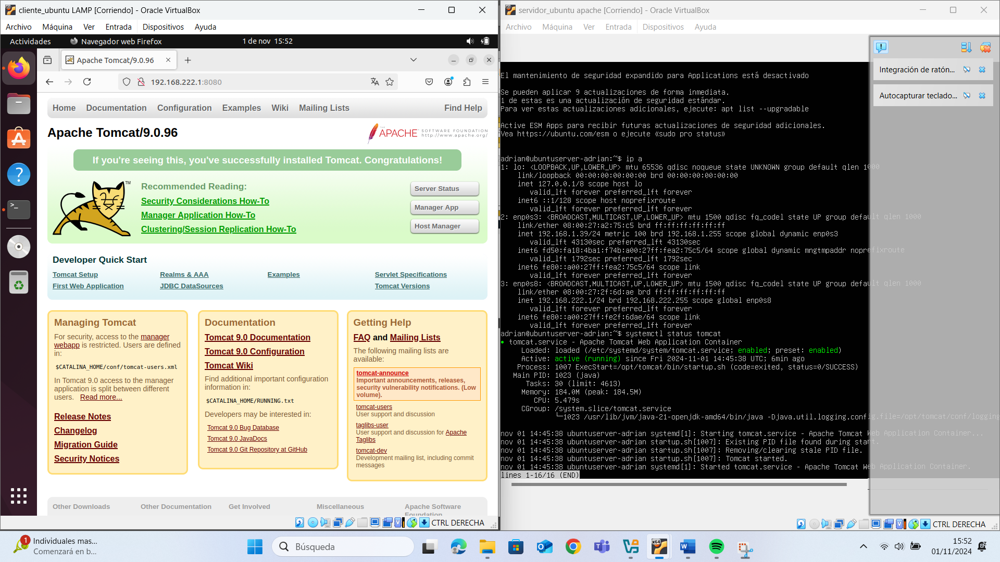 cliente_ubuntu LAMP [Corriendo] - Oracle VirtualBox
Archivo Máquina Ver Entrada Dispositivos Ayuda
Actividades Navegador web Firefox 1 de nov 15:52
Apache Tomcat/9.0.96
192.168.222.1:8080
Home Documentation Configuration Examples Wiki Mailing Lists Find Help
Apache Tomcat/9.0.96
THE APACHE SOFTWARE FOUNDATION
http://www.apache.org/
If you're seeing this, you've successfully installed Tomcat. Congratulations!
TM
Recommended Reading:
Security Considerations How-To
Manager Application How-To
Clustering/Session Replication How-To
Server Status
Manager App
Host Manager
Developer Quick Start
Tomcat Setup Realms & AAA Examples Servlet Specifications
First Web Application JDBC DataSources Tomcat Versions
Managing Tomcat
For security, access to the manager
webapp is restricted. Users are defined
in:
$CATALINA_HOME/conf/tomcat-users.xml
In Tomcat 9.0 access to the manager
application is split between different
users. Read more...
Release Notes
Changelog
Migration Guide
Security Notices
Documentation
Tomcat 9.0 Documentation
Tomcat 9.0 Configuration
Tomcat Wiki
Find additional important configuration
information in:
$CATALINA_HOME/RUNNING.txt
Developers may be interested in:
Tomcat 9.0 Bug Database
Tomcat 9.0 JavaDocs
Tomcat 9.0 Git Repository at GitHub
Getting Help
FAQ and Mailing Lists
The following mailing lists are
available:
tomcat-announce
Important announcements, releases,
security vulnerability notifications. (Low
volume).
tomcat-users
User support and discussion
taglibs-user
User support and discussion for Apache
Taglibs
tomcat-dev
Development mailing list, including commit
messages
Other Downloads Other Documentation Get Involved Miscellaneous Apache Software
Foundation
CTRL DERECHA
servidor_ubuntu apache [Corriendo] - Oracle VirtualBox
Archivo Máquina Ver Entrada Dispositivos Ayuda
Integración de ratón...
Autocapturar teclado...
El mantenimiento de seguridad expandido para Applications está desactivado
Se pueden aplicar 9 actualizaciones de forma inmediata.
1 de estas es una actualización de seguridad estándar.
Para ver estas actualizaciones adicionales, ejecute: apt list --upgradable
Active ESM Apps para recibir futuras actualizaciones de seguridad adicionales.
Vea https://ubuntu.com/esm o ejecute «sudo pro status»
adrian@ubuntuserver-adrian:~$ ip a
1: lo: <LOOPBACK,UP,LOWER_UP> mtu 65536 qdisc noqueue state UNKNOWN group default qlen 1000
link/loopback 00:00:00:00:00:00 brd 00:00:00:00:00:00
inet 127.0.0.1/8 scope host lo
valid_lft forever preferred_lft forever
inet6 ::1/128 scope host noprefixroute
valid_lft forever preferred_lft forever
2: enp0s3: <BROADCAST,MULTICAST,UP,LOWER_UP> mtu 1500 qdisc fq_codel state UP group default qlen 1000
link/ether 08:00:27:a2:75:c5 brd ff:ff:ff:ff:ff:ff
inet 192.168.1.39/24 metric 100 brd 192.168.1.255 scope global dynamic enp0s3
valid_lft 43130sec preferred_lft 43130sec
inet6 fd50:fa18:4ba1:f74b:a00:27ff:fea2:75c5/64 scope global dynamic mngtmpaddr noprefixroute
valid_lft 1792sec preferred_lft 1792sec
inet6 fe80::a00:27ff:fea2:75c5/64 scope link
valid_lft forever preferred_lft forever
3: enp0s8: <BROADCAST,MULTICAST,UP,LOWER_UP> mtu 1500 qdisc fq_codel state UP group default qlen 1000
link/ether 08:00:27:2f:6d:ae brd ff:ff:ff:ff:ff:ff
inet 192.168.222.1/24 brd 192.168.222.255 scope global enp0s8
valid_lft forever preferred_lft forever
inet6 fe80::a00:27ff:fe2f:6dae/64 scope link
valid_lft forever preferred_lft forever
adrian@ubuntuserver-adrian:~$ systemctl status tomcat
● tomcat.service - Apache Tomcat Web Application Container
Loaded: loaded (/etc/systemd/system/tomcat.service; enabled; preset: enabled)
Active: active (running) since Fri 2024-11-01 14:45:38 UTC; 6min ago
Process: 1007 ExecStart=/opt/tomcat/bin/startup.sh (code=exited, status=0/SUCCESS)
Main PID: 1023 (java)
Tasks: 30 (limit: 4613)
Memory: 184.0M (peak: 184.5M)
CPU: 5.479s
CGroup: /system.slice/tomcat.service
└─1023 /usr/lib/jvm/java-21-openjdk-amd64/bin/java -Djava.util.logging.config.file=/opt/tomcat/conf/logging
nov 01 14:45:38 ubuntuserver-adrian systemd[1]: Starting tomcat.service - Apache Tomcat Web Application Container...
nov 01 14:45:38 ubuntuserver-adrian startup.sh[1007]: Existing PID file found during start.
nov 01 14:45:38 ubuntuserver-adrian startup.sh[1007]: Removing/clearing stale PID file.
nov 01 14:45:38 ubuntuserver-adrian startup.sh[1007]: Tomcat started.
nov 01 14:45:38 ubuntuserver-adrian systemd[1]: Started tomcat.service - Apache Tomcat Web Application Container.
lines 1-16/16 (END)
CTRL DERECHA
1 Individuales mas...
Comenzará en b...
Búsqueda
15:52
01/11/2024